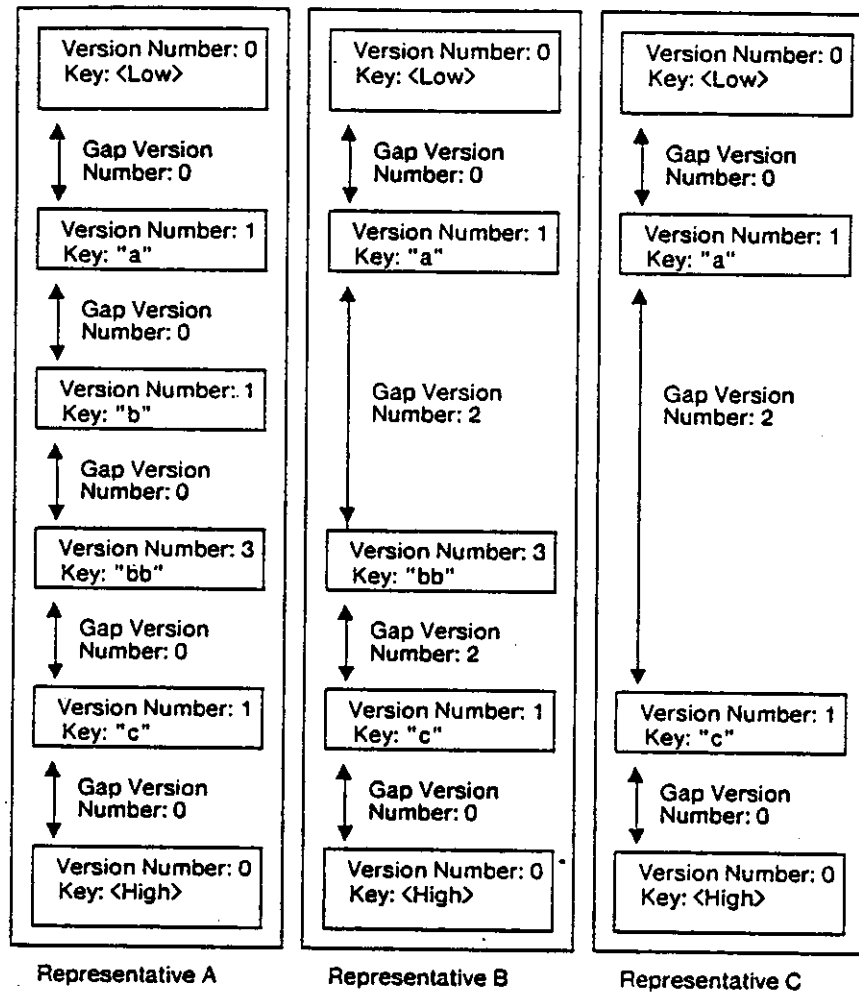 Version Number: 0
Key: <Low>
Gap Version
Number: 0
Version Number: 1
Key: "a"
Gap Version
Number: 0
Version Number: 1
Key: "b"
Gap Version
Number: 0
Version Number: 3
Key: "bb"
Gap Version
Number: 0
Version Number: 1
Key: "c"
Gap Version
Number: 0
Version Number: 0
Key: <High>
Representative A
Version Number: 0
Key: <Low>
Gap Version
Number: 0
Version Number: 1
Key: "a"
Gap Version
Number: 2
Version Number: 3
Key: "bb"
Gap Version
Number: 2
Version Number: 1
Key: "c"
Gap Version
Number: 0
Version Number: 0
Key: <High>
Representative B
Version Number: 0
Key: <Low>
Gap Version
Number: 0
Version Number: 1
Key: "a"
Gap Version
Number: 2
Version Number: 1
Key: "c"
Gap Version
Number: 0
Version Number: 0
Key: <High>
Representative C